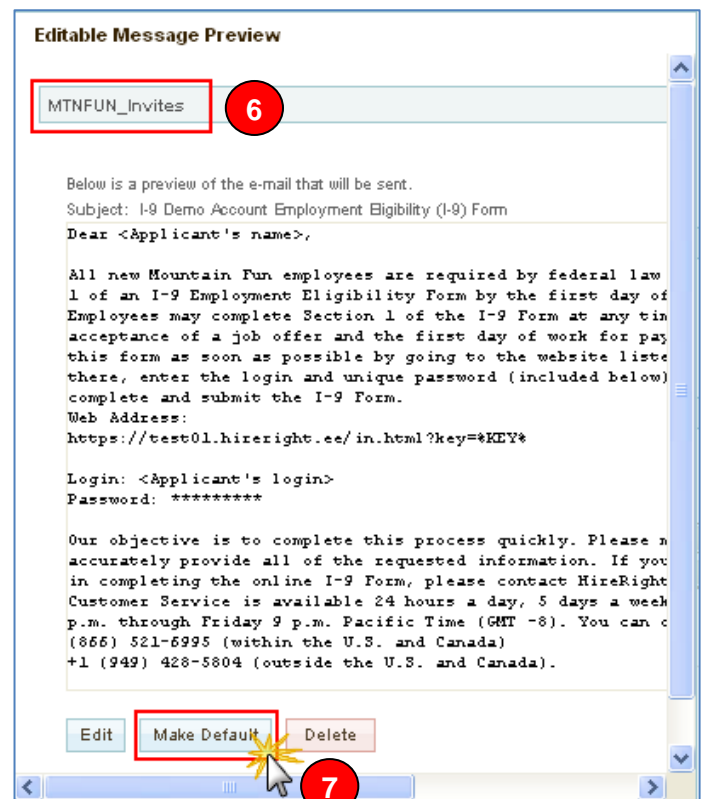 Editable Message Preview
MTNFUN_Invites
6
Below is a preview of the e-mail that will be sent.
Subject: I-9 Demo Account Employment Eligibility (I-9) Form
Dear <Applicant's name>,
All new Mountain Fun employees are required by federal law
1 of an I-9 Employment Eligibility Form by the first day of
Employees may complete Section 1 of the I-9 Form at any tim
acceptance of a job offer and the first day of work for pay
this form as soon as possible by going to the website liste
there, enter the login and unique password (included below)
complete and submit the I-9 Form.
Web Address:
https://test01.hireright.ee/in.html?key=%KEY%
Login: <Applicant's login>
Password: *********
Our objective is to complete this process quickly. Please
accurately provide all of the requested information. If you
in completing the online I-9 Form, please contact HireRight
Customer Service is available 24 hours a day, 5 days a week
p.m. through Friday 9 p.m. Pacific Time (GMT -8). You can
(866) 521-6995 (within the U.S. and Canada)
+1 (949) 428-5804 (outside the U.S. and Canada).
Edit Make Default Delete
7